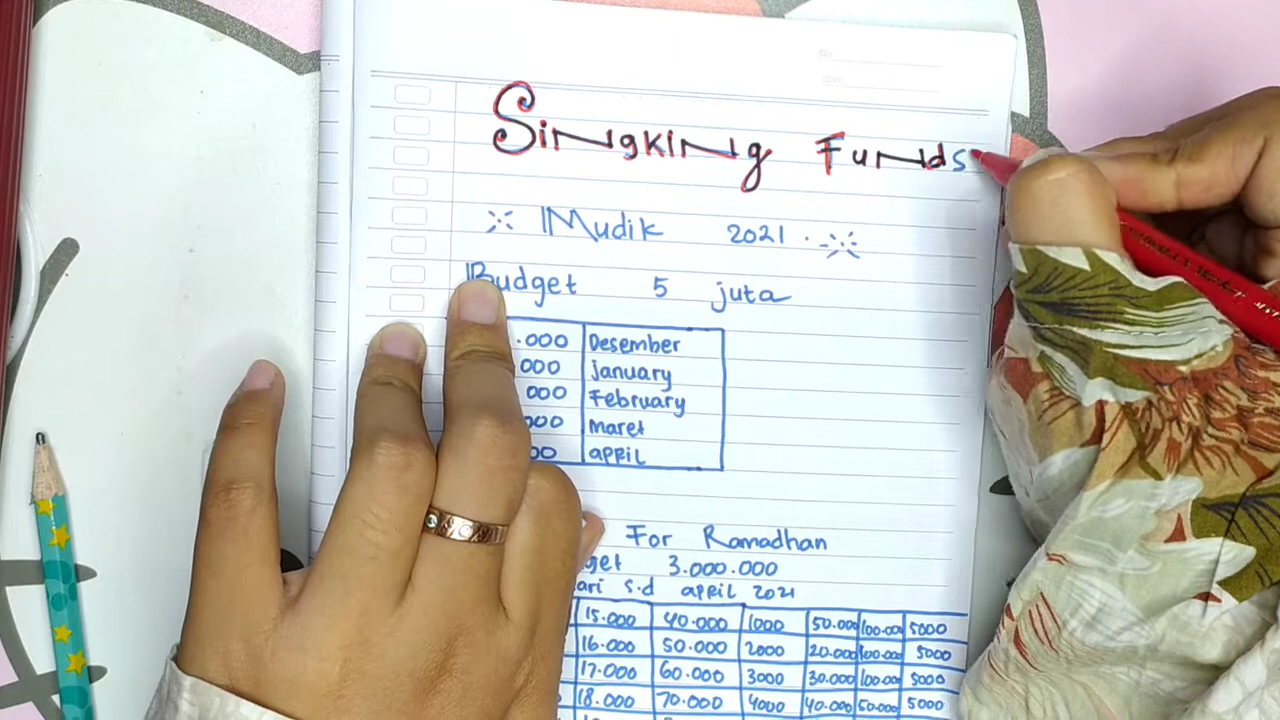 Singking Funds
Mudik 2021.
Budget 5 juta
.000 Desember
000 january
000 February
000 maret
00 april
For Ramadhan
get 3.000.000
ari s.d april 2021
15.000 40.000 1000 50.000 100.000 5000
16.000 50.000 2000 20.000 100.000 5000
17.000 60.000 3000 30.000 100.000 5000
18.000 70.000 4000 40.000 50.000 5000